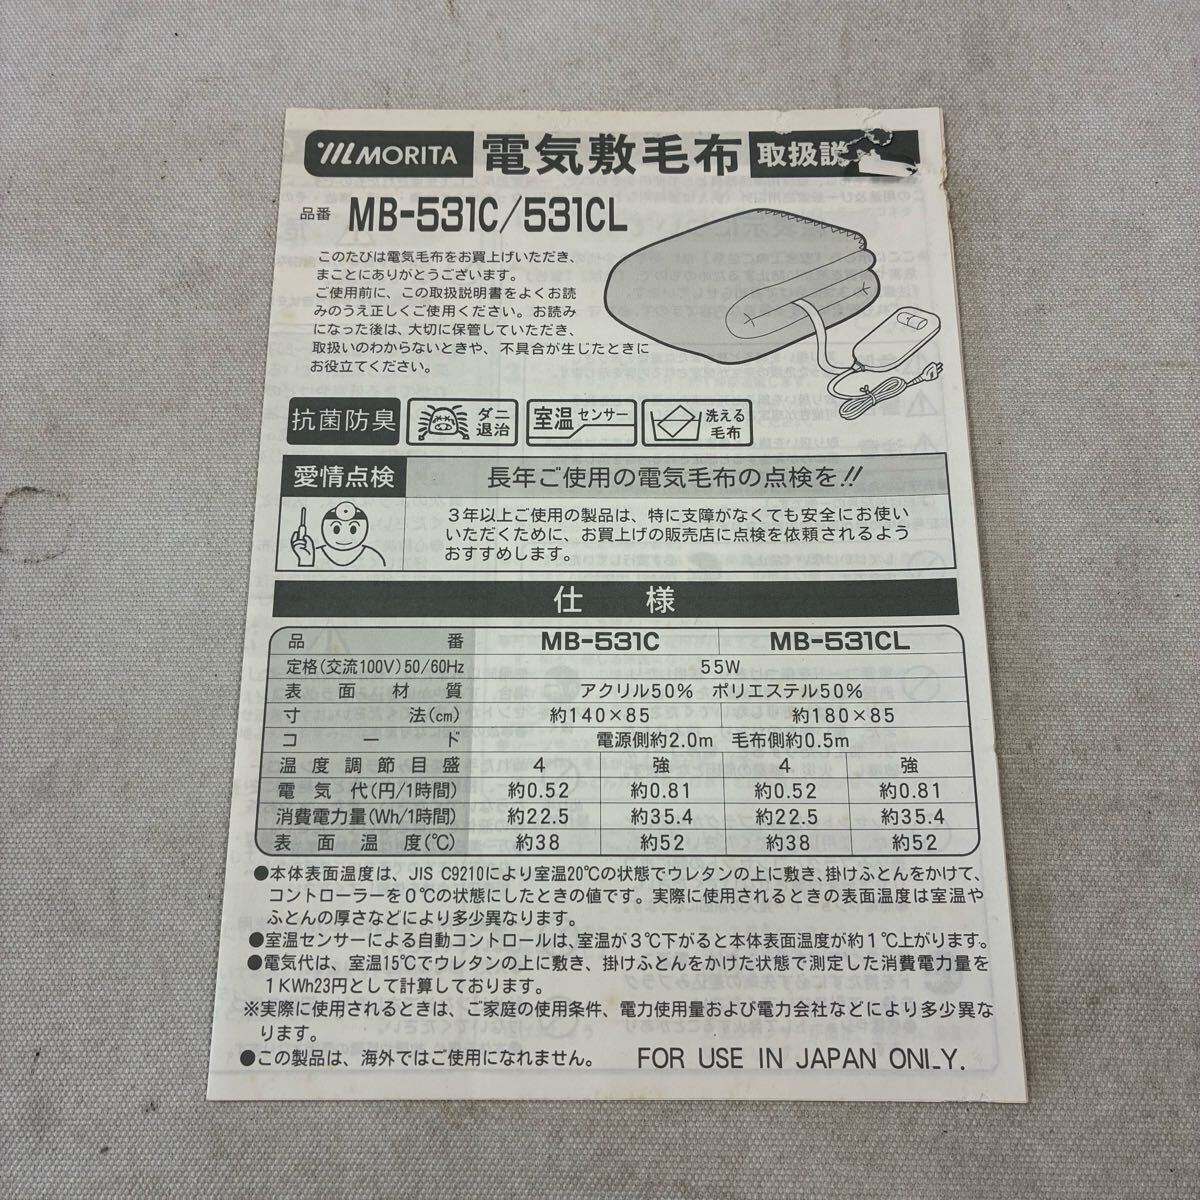 MORITA 電気敷毛布 取扱説
品番 MB-531C/531CL
このたびは電気毛布をお買上げいただき、
まことにありがとうございます。
ご使用前に、この取扱説明書をよくお読
みのうえ正しくご使用ください。お読み
になった後は、大切に保管していただき、
取扱いのわからないときや、不具合が生じたときに
お役立てください。
抗菌防臭 ダニ退治 室温センサー 洗える毛布
愛情点検 長年ご使用の電気毛布の点検を!!
3年以上ご使用の製品は、特に支障がなくても安全にお使い
いただくために、お買上げの販売店に点検を依頼されるよう
おすすめします。
仕様
品番 MB-531C MB-531CL
定格(交流100V)50/60Hz 55W
表面材質 アクリル50% ポリエステル50%
寸法(cm) 約140×85 約180×85
コード 電源側約2.0m 毛布側約0.5m
温度調節目盛 4 強 4 強
電気代(円/1時間) 約0.52 約0.81 約0.52 約0.81
消費電力量(Wh/1時間) 約22.5 約35.4 約22.5 約35.4
表面温度(℃) 約38 約52 約38 約52
●本体表面温度は、JIS C9210により室温20℃の状態でウレタンの上に敷き、掛けふとんをかけて、
コントローラーを0℃の状態にしたときの値です。実際に使用されるときの表面温度は室温や
ふとんの厚さなどにより多少異なります。
●室温センサーによる自動コントロールは、室温が3℃下がると本体表面温度が約1℃上がります。
●電気代は、室温15℃でウレタンの上に敷き、掛けふとんをかけた状態で測定した消費電力量を
1KWh23円として計算しております。
※実際に使用されるときは、ご家庭の使用条件、電力使用量および電力会社などにより多少異な
ります。
●この製品は、海外ではご使用になれません。 FOR USE IN JAPAN ONLY.